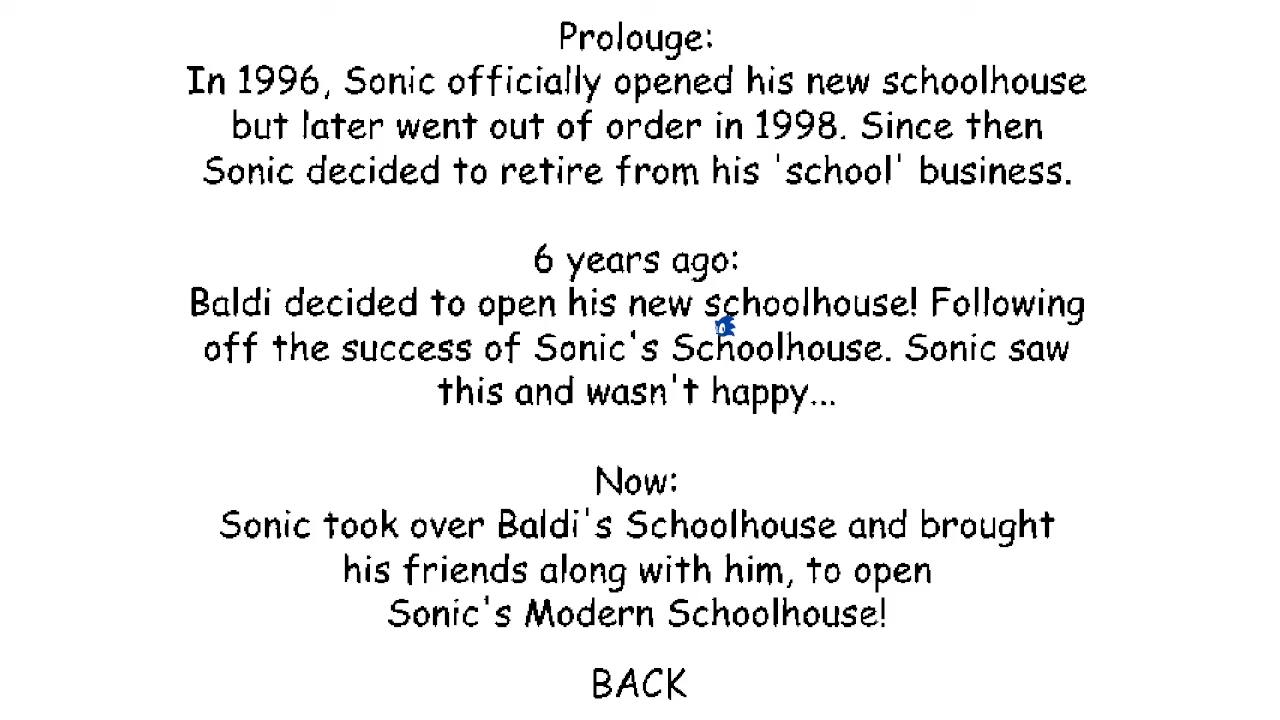 Prolouge:
In 1996, Sonic officially opened his new schoolhouse
but later went out of order in 1998. Since then
Sonic decided to retire from his 'school' business.
6 years ago:
Baldi decided to open his new schoolhouse! Following
off the success of Sonic's Schoolhouse. Sonic saw
this and wasn't happy...
Now:
Sonic took over Baldi's Schoolhouse and brought
his friends along with him, to open
Sonic's Modern Schoolhouse!
BACK